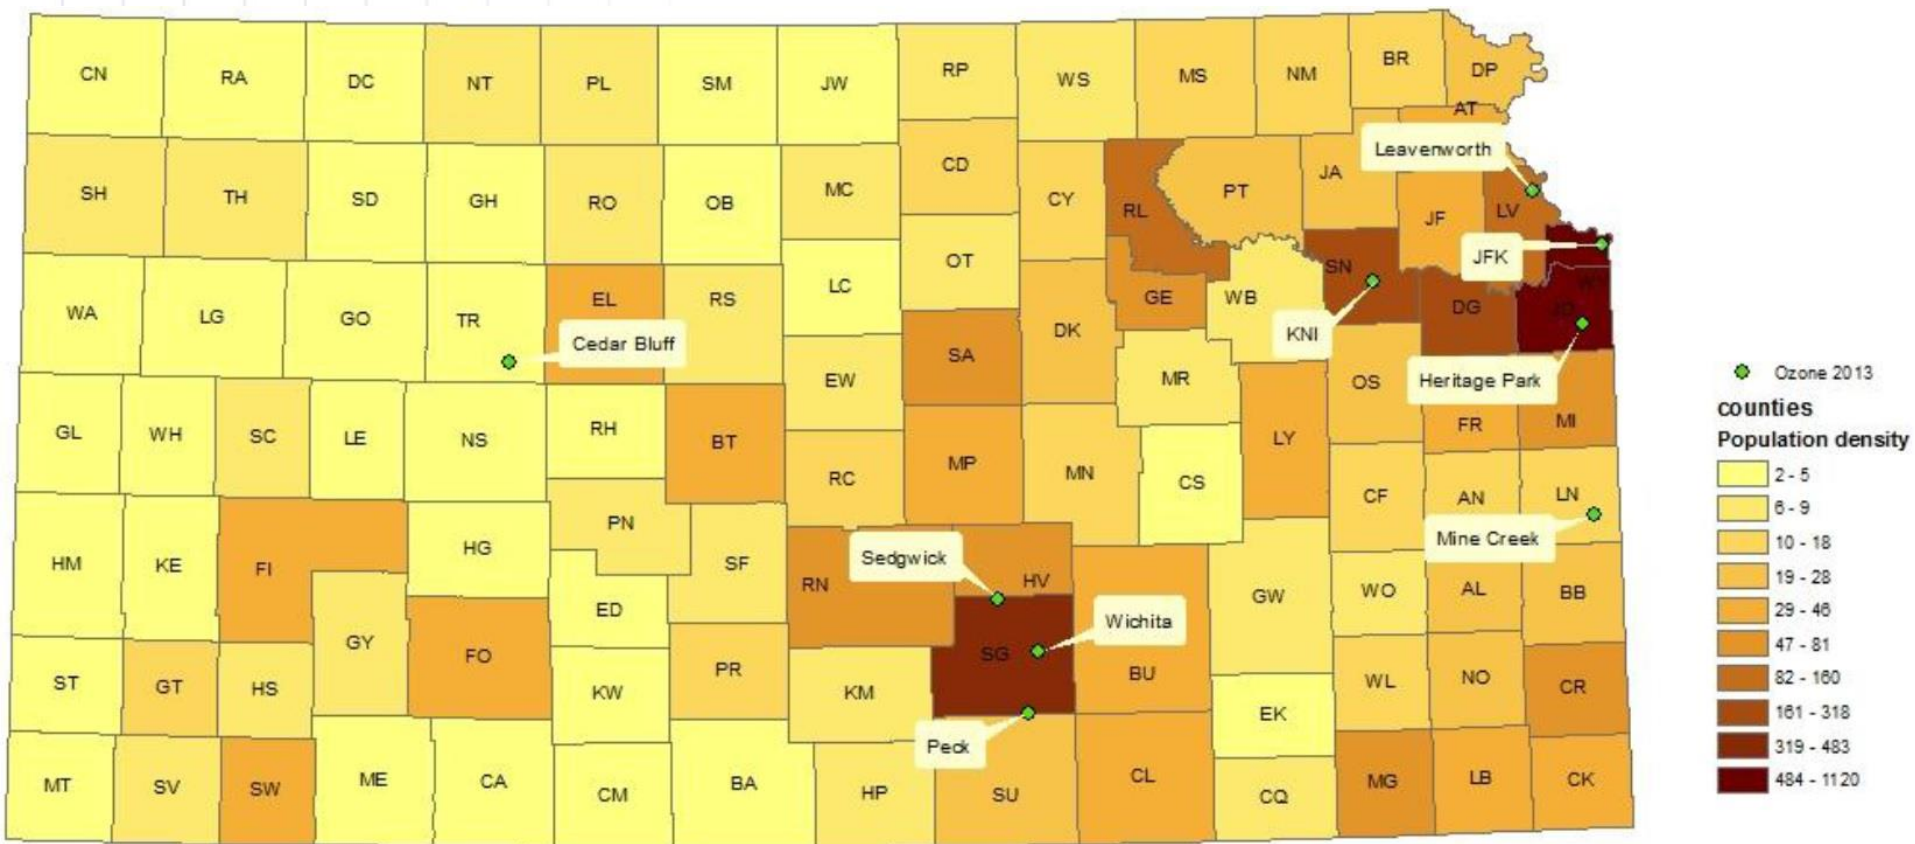 CN
RA
DC
NT
PL
SM
JW
RP
WS
MS
NM
BR
DP
AT
Leavenworth
SH
TH
SD
GH
RO
OB
MC
CD
CY
RL
PT
JA
JF
LV
JFK
WY
WA
LG
GO
TR
EL
RS
LC
OT
DK
GE
WB
SN
KNI
DG
JO
Cedar Bluff
EW
SA
MR
OS
Heritage Park
FR
MI
GL
WH
SC
LE
NS
RH
BT
RC
MP
MN
CS
LY
CF
AN
LN
Mine Creek
HM
KE
FI
HG
PN
SF
RN
Sedgwick
HV
GW
WO
AL
BB
ED
Wichita
ST
GT
HS
GY
FO
KW
PR
KM
SG
BU
EK
WL
NO
CR
Peck
MT
SV
SW
ME
CA
CM
BA
HP
SU
CL
CQ
MG
LB
CK
Ozone 2013
counties
Population density
2 - 5
6 - 9
10 - 18
19 - 28
29 - 46
47 - 81
82 - 160
161 - 318
319 - 483
484 - 1120